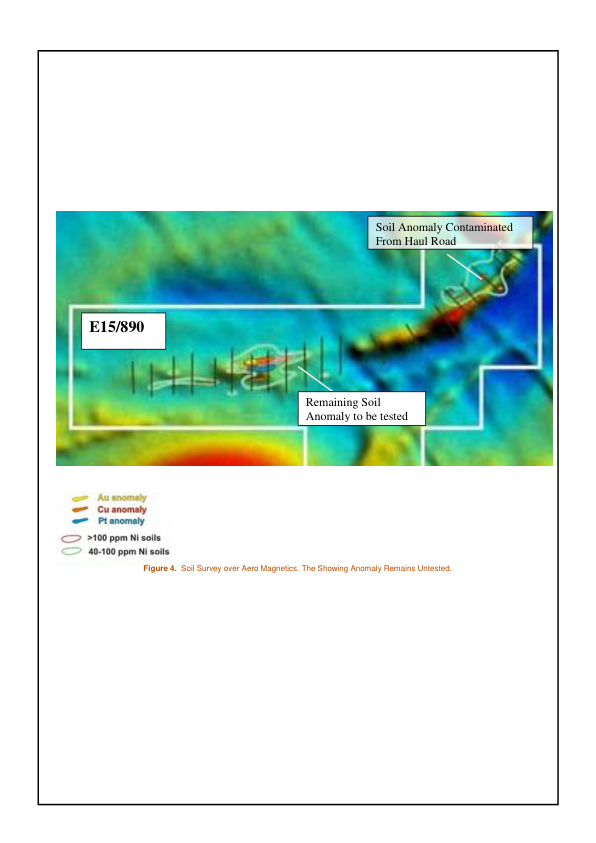 Soil Anomaly Contaminated
From Haul Road
E15/890
Remaining Soil
Anomaly to be tested
Au anomaly
Cu anomaly
Pt anomaly
>100 ppm Ni soils
40-100 ppm Ni soils
Figure 4. Soil Survey over Aero Magnetics. The Showing Anomaly Remains Untested.